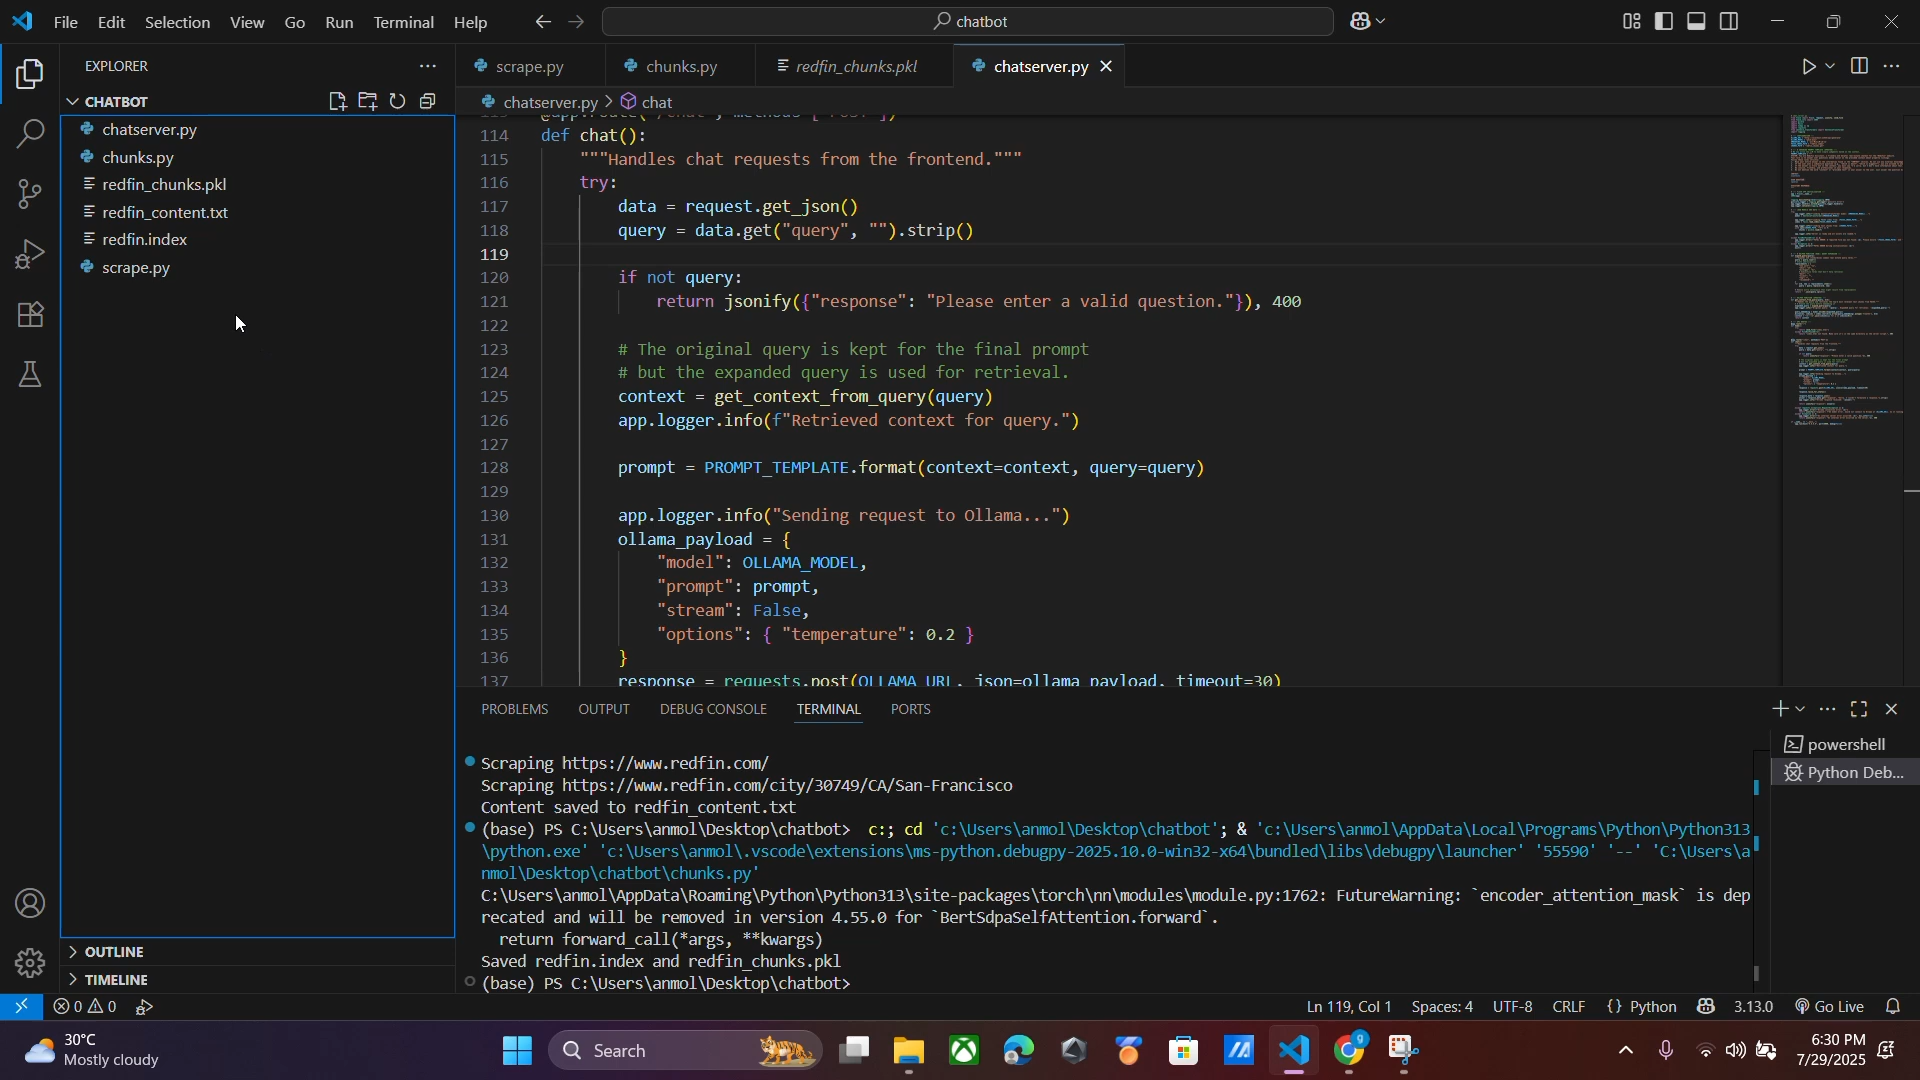 File Edit Selection View Go Run Terminal Help
chatbot
EXPLORER
CHATBOT
chatserver.py
chunks.py
redfin_chunks.pkl
redfin_content.txt
redfin.index
scrape.py
OUTLINE
TIMELINE
scrape.py chunks.py redfin_chunks.pkl chatserver.py
chatserver.py > chat
114 def chat():
115 """Handles chat requests from the frontend."""
116 try:
117 data = request.get_json()
118 query = data.get("query", "").strip()
119
120 if not query:
121 return jsonify({"response": "Please enter a valid question."}), 400
122
123 # The original query is kept for the final prompt
124 # but the expanded query is used for retrieval.
125 context = get_context_from_query(query)
126 app.logger.info(f"Retrieved context for query.")
127
128 prompt = PROMPT_TEMPLATE.format(context=context, query=query)
129
130 app.logger.info("Sending request to Ollama...")
131 ollama_payload = {
132 "model": OLLAMA_MODEL,
133 "prompt": prompt,
134 "stream": False,
135 "options": { "temperature": 0.2 }
136 }
137 response = requests.post(OLLAMA_URL, json=ollama_payload, timeout=30)
PROBLEMS OUTPUT DEBUG CONSOLE TERMINAL PORTS
powershell
Python Deb...
Scraping https://www.redfin.com/
Scraping https://www.redfin.com/city/30749/CA/San-Francisco
Content saved to redfin_content.txt
(base) PS C:\Users\anmol\Desktop\chatbot> c:; cd 'c:\Users\anmol\Desktop\chatbot'; & 'c:\Users\anmol\AppData\Local\Programs\Python\Python313
\python.exe' 'c:\Users\anmol\.vscode\extensions\ms-python.debugpy-2025.10.0-win32-x64\bundled\libs\debugpy\launcher' '55590' '--' 'C:\Users\a
nmol\Desktop\chatbot\chunks.py'
C:\Users\anmol\AppData\Roaming\Python\Python313\site-packages\torch\nn\modules\module.py:1762: FutureWarning: `encoder_attention_mask` is dep
recated and will be removed in version 4.55.0 for `BertSdpaSelfAttention.forward`.
return forward_call(*args, **kwargs)
Saved redfin.index and redfin_chunks.pkl
(base) PS C:\Users\anmol\Desktop\chatbot>
0 0
Ln 119, Col 1 Spaces: 4 UTF-8 CRLF {} Python 3.13.0 Go Live
30°C
Mostly cloudy
Search
6:30 PM
7/29/2025